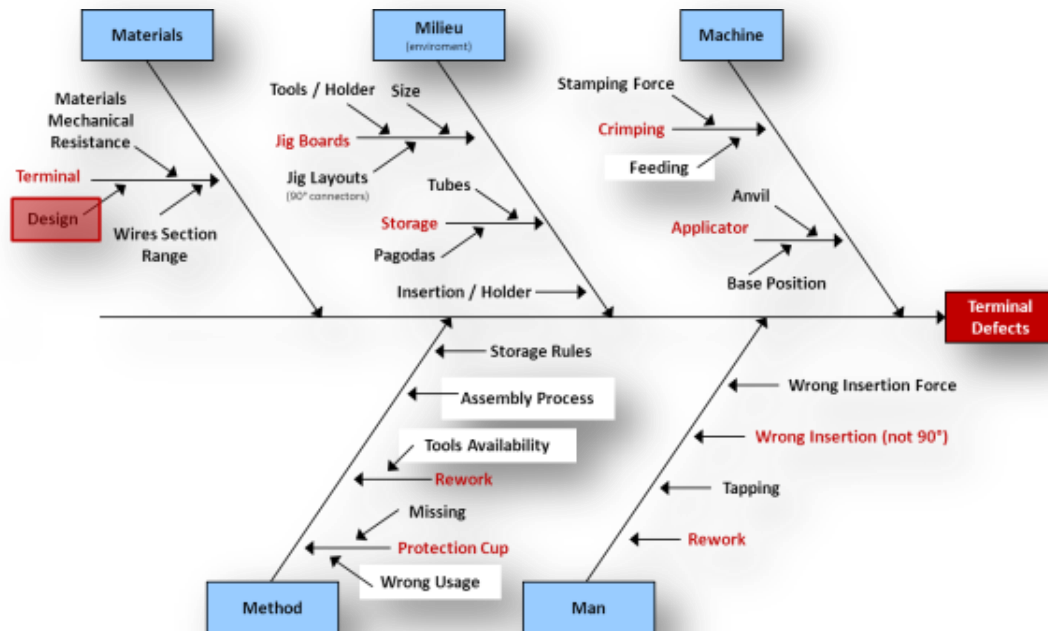 Materials
Milieu
(enviroment)
Machine
Materials
Mechanical
Resistance
Terminal
Design
Wires Section
Range
Tools / Holder
Size
Jig Boards
Jig Layouts
(90° connectors)
Tubes
Storage
Pagodas
Insertion / Holder
Stamping Force
Crimping
Feeding
Anvil
Applicator
Base Position
Terminal
Defects
Storage Rules
Assembly Process
Tools Availability
Rework
Missing
Protection Cup
Wrong Usage
Method
Wrong Insertion Force
Wrong Insertion (not 90°)
Tapping
Rework
Man